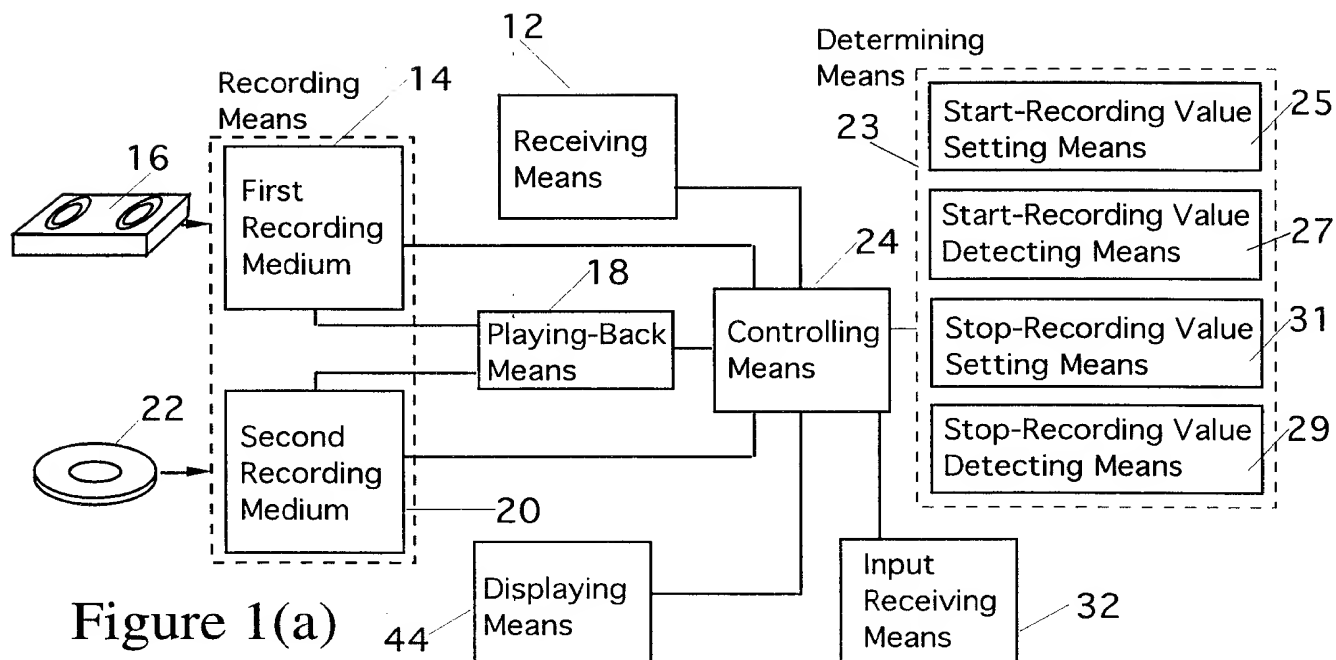 12
Determining
Means
Recording
Means
14
16
Receiving
Means
23
Start-Recording Value
Setting Means
25
First
Recording
Medium
Start-Recording Value
Detecting Means
27
24
18
Playing-Back
Means
Controlling
Means
Stop-Recording Value
Setting Means
31
22
Second
Recording
Medium
20
Stop-Recording Value
Detecting Means
29
Displaying
Means
44
Input
Receiving
Means
32
Figure 1(a)